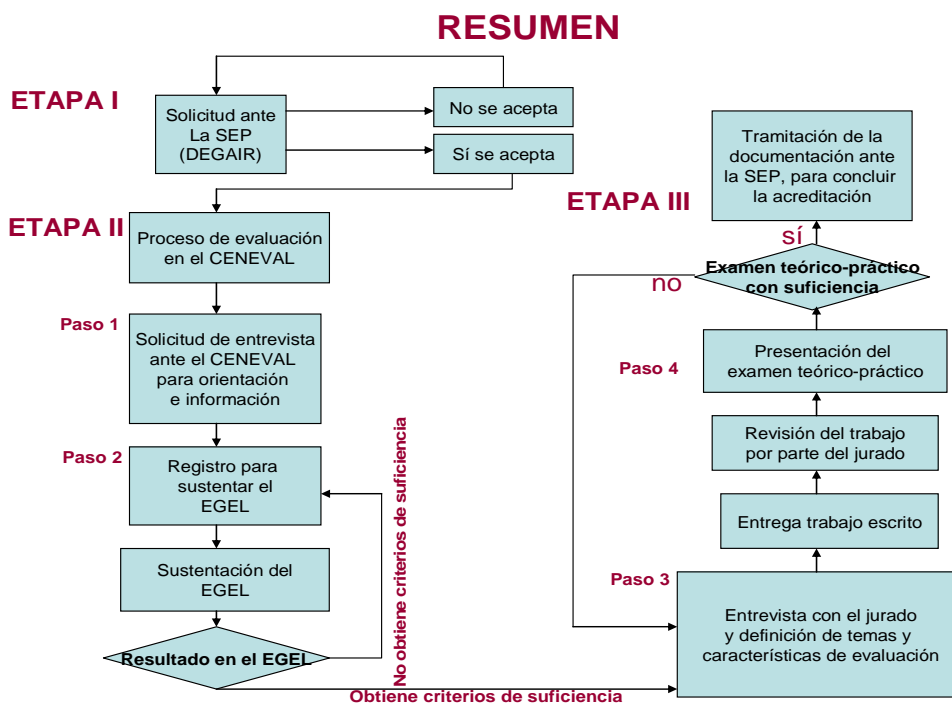 RESUMEN
ETAPA I
Solicitud ante
La SEP
(DEGAIR)
No se acepta
Sí se acepta
ETAPA II
Proceso de evaluación
en el CENEVAL
Paso 1
Solicitud de entrevista
ante el CENEVAL
para orientación
e información
Paso 2
Registro para
sustentar el
EGEL
Sustentación del
EGEL
Resultado en el EGEL
No obtiene criterios de suficiencia
Obtiene criterios de suficiencia
Paso 3
Entrevista con el jurado
y definición de temas y
características de evaluación
Entrega trabajo escrito
Revisión del trabajo
por parte del jurado
Paso 4
Presentación del
examen teórico-práctico
Examen teórico-práctico
con suficiencia
no
sí
ETAPA III
Tramitación de la
documentación ante
la SEP, para concluir
la acreditación